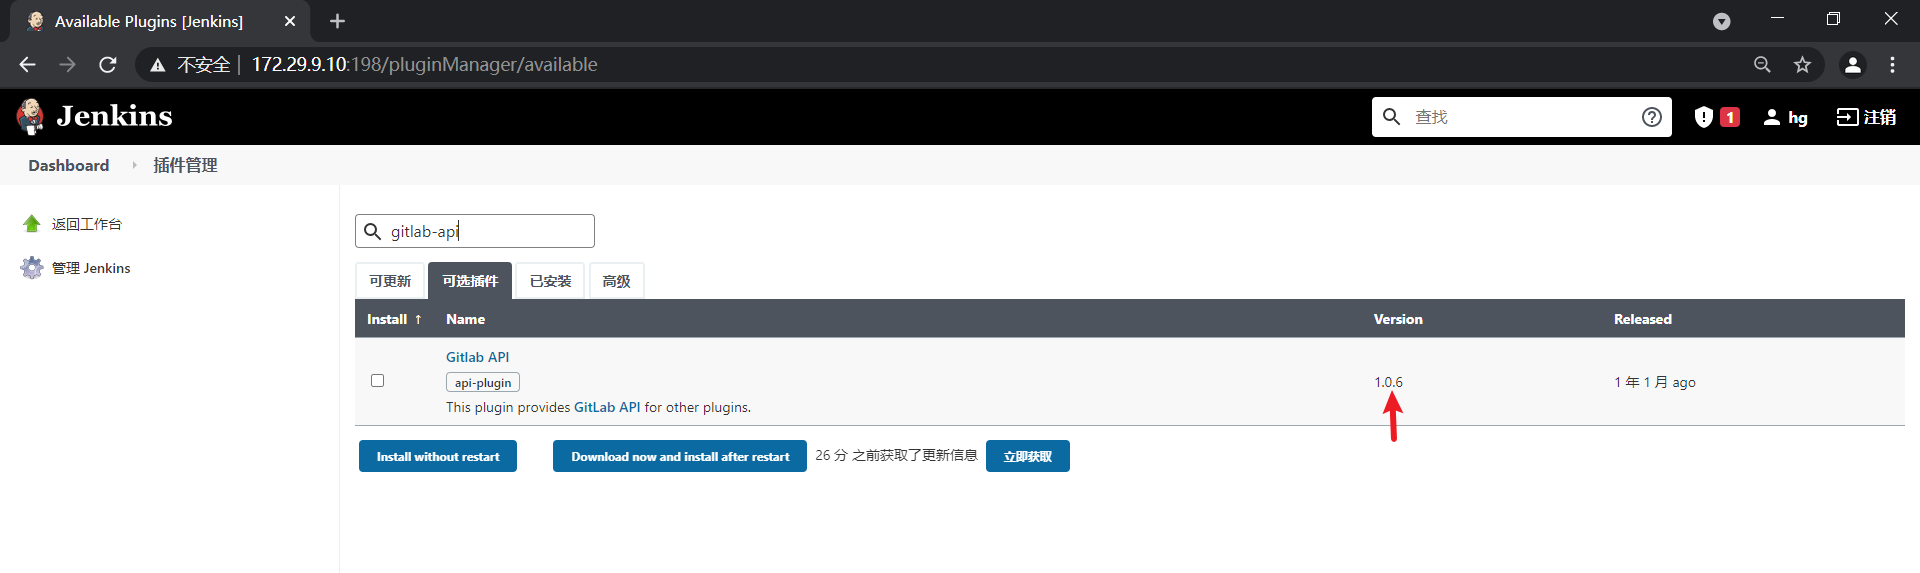 Available Plugins [Jenkins]
不安全 | 172.29.9.10:198/pluginManager/available
Jenkins
查找
1
hg
注销
Dashboard
插件管理
返回工作台
管理 Jenkins
gitlab-api
可更新 可选插件 已安装 高级
Install ↑ Name Version Released
Gitlab API
api-plugin
1.0.6
1 年 1 月 ago
This plugin provides GitLab API for other plugins.
Install without restart
Download now and install after restart
26 分 之前获取了更新信息
立即获取